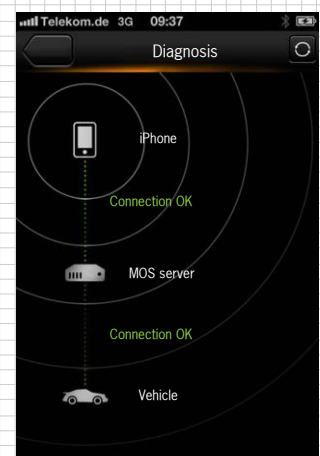 Telekom.de 3G 09:37
Diagnosis
iPhone
Connection OK
MOS server
Connection OK
Vehicle